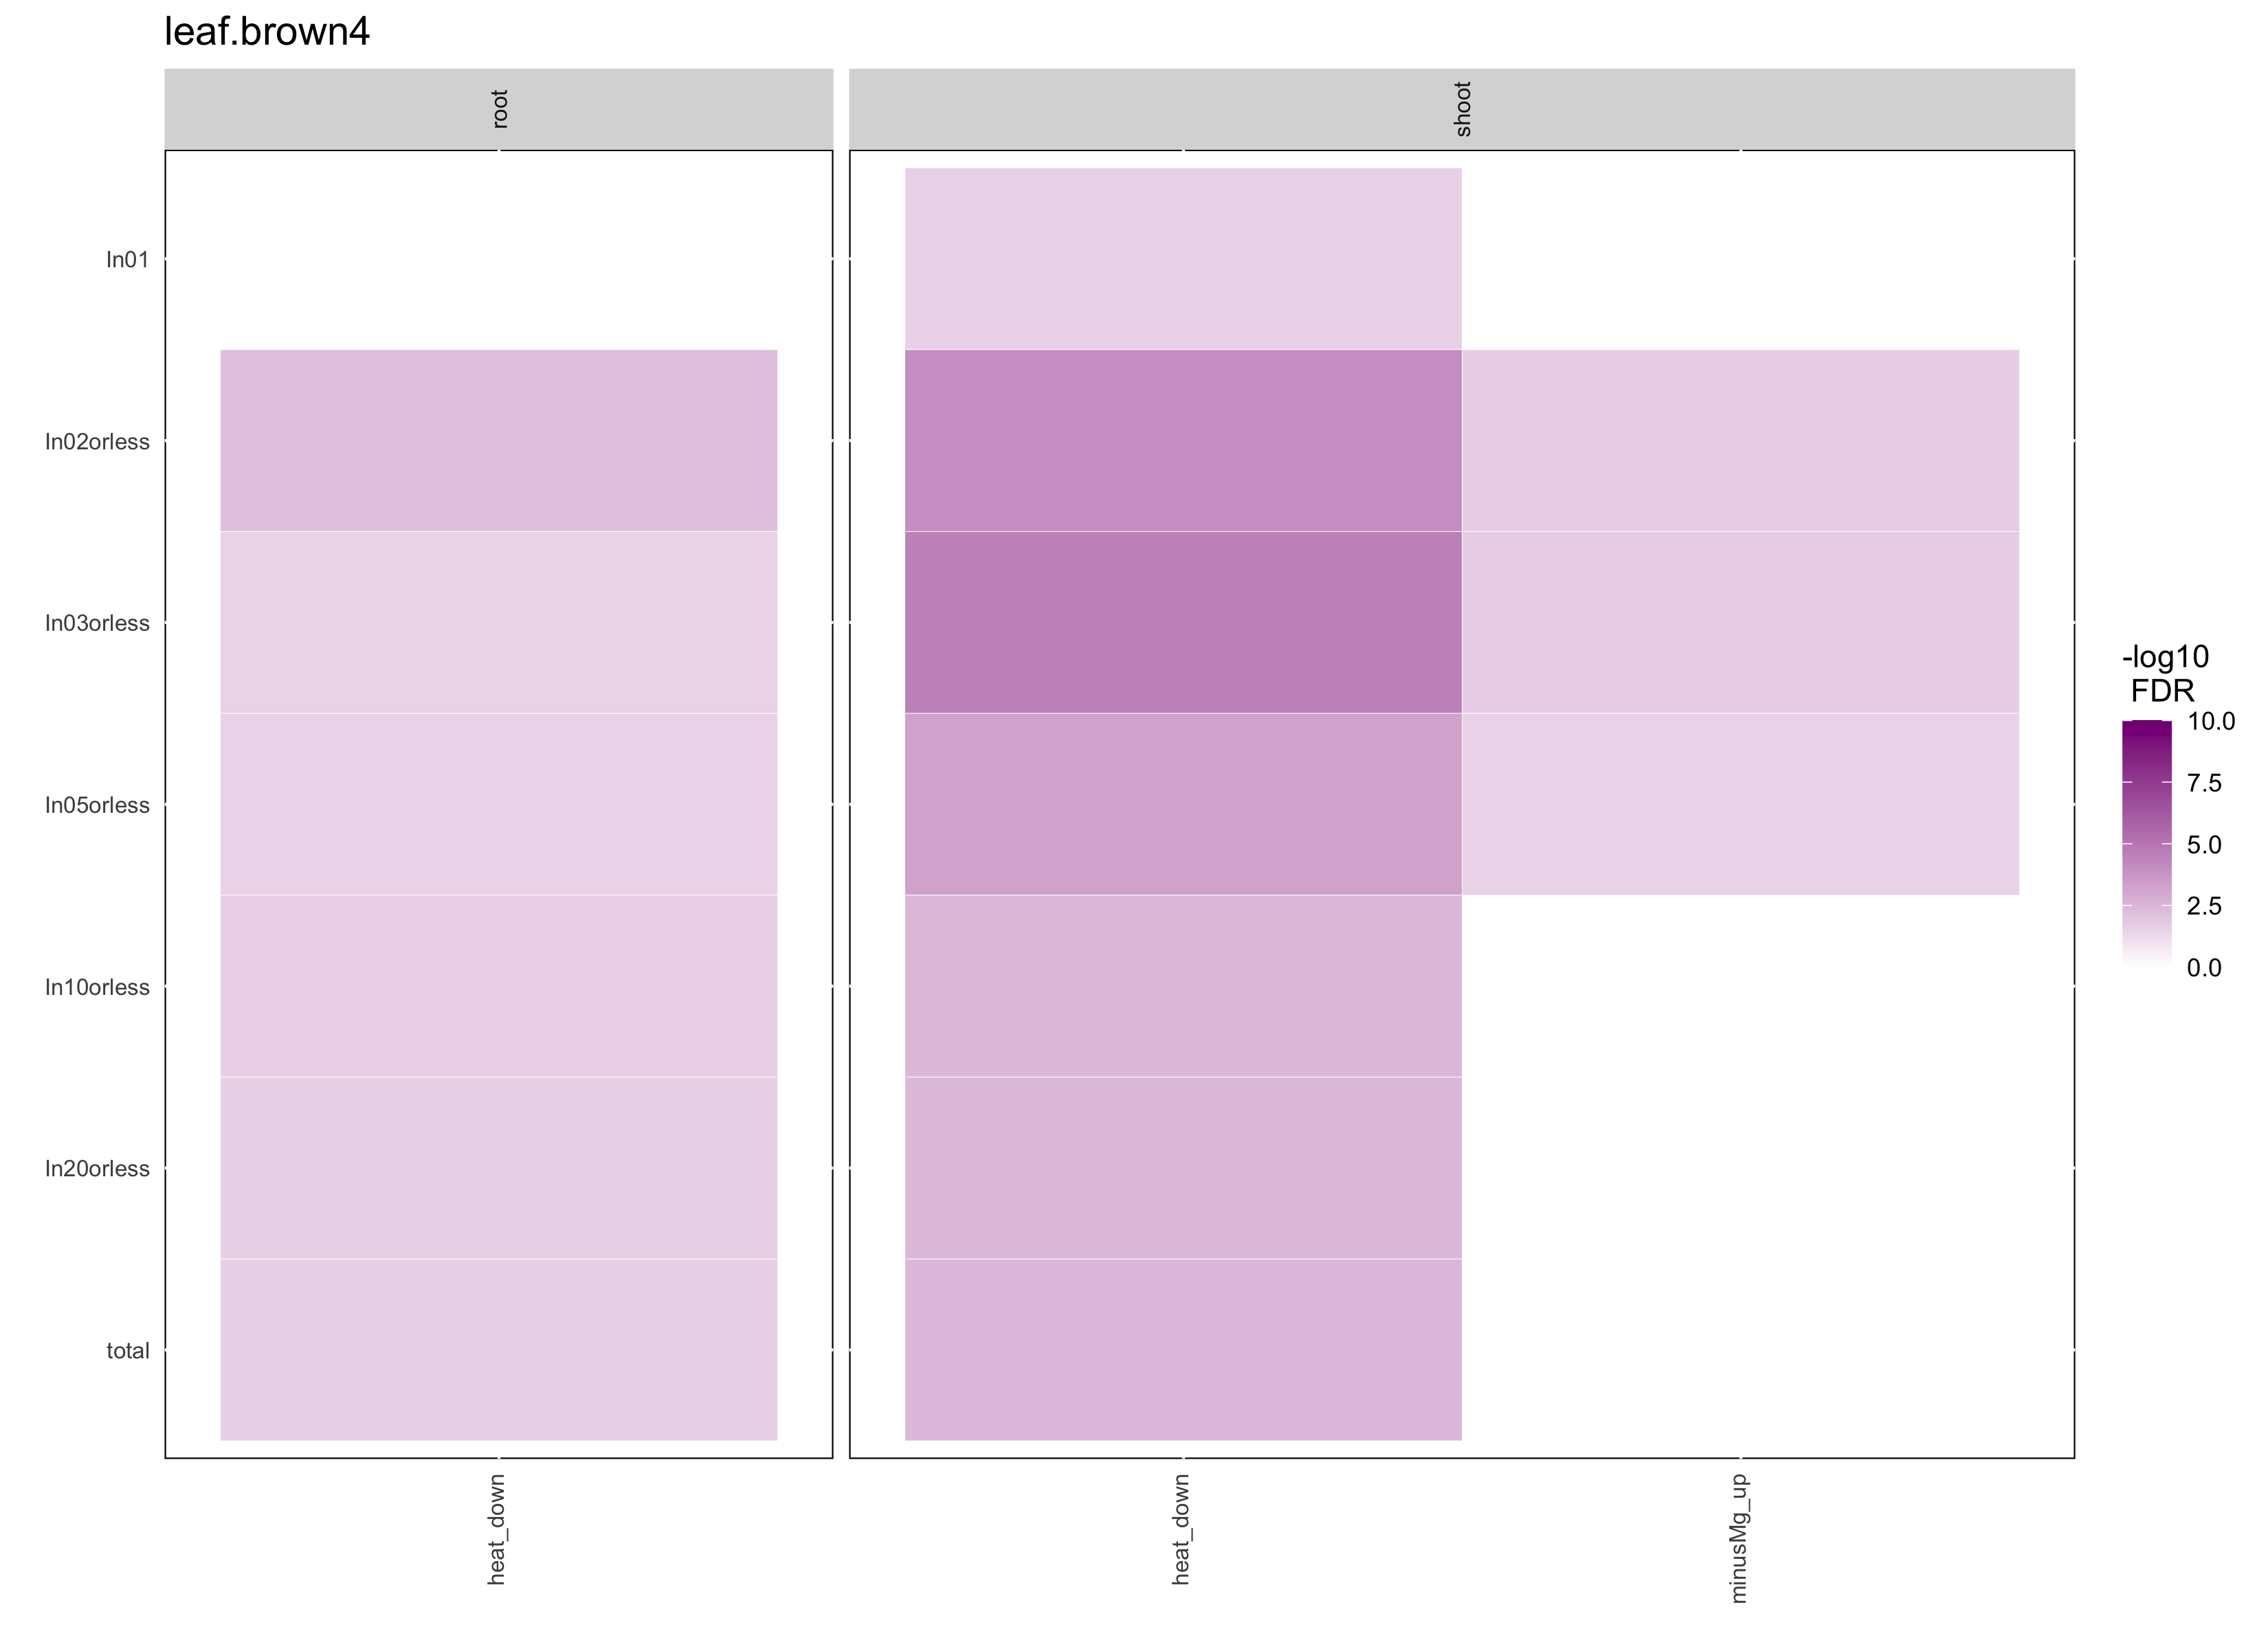 leaf.brown4
root
shoot
In01
In02orless
In03orless
In05orless
In10orless
In20orless
total
heat_down
heat_down
minusMg_up
-log10
FDR
10.0
7.5
5.0
2.5
0.0